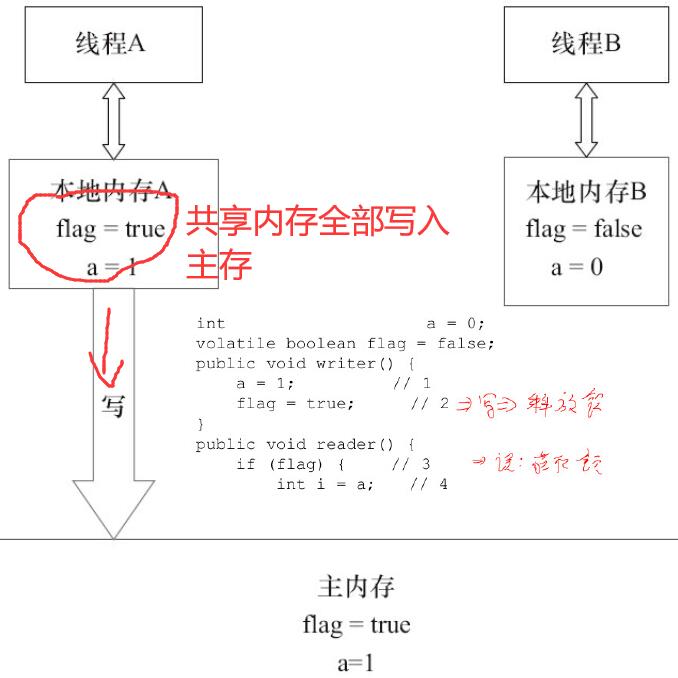 线程A
线程B
本地内存A
flag = true
a = 1
本地内存B
flag = false
a = 0
共享内存全部写入
主存
写
int a = 0;
volatile boolean flag = false;
public void writer() {
a = 1; // 1
flag = true; // 2 ⇒写⇒ 释放锁
}
public void reader() {
if (flag) { // 3 ⇒ 读: 获取锁
int i = a; // 4
主内存
flag = true
a=1